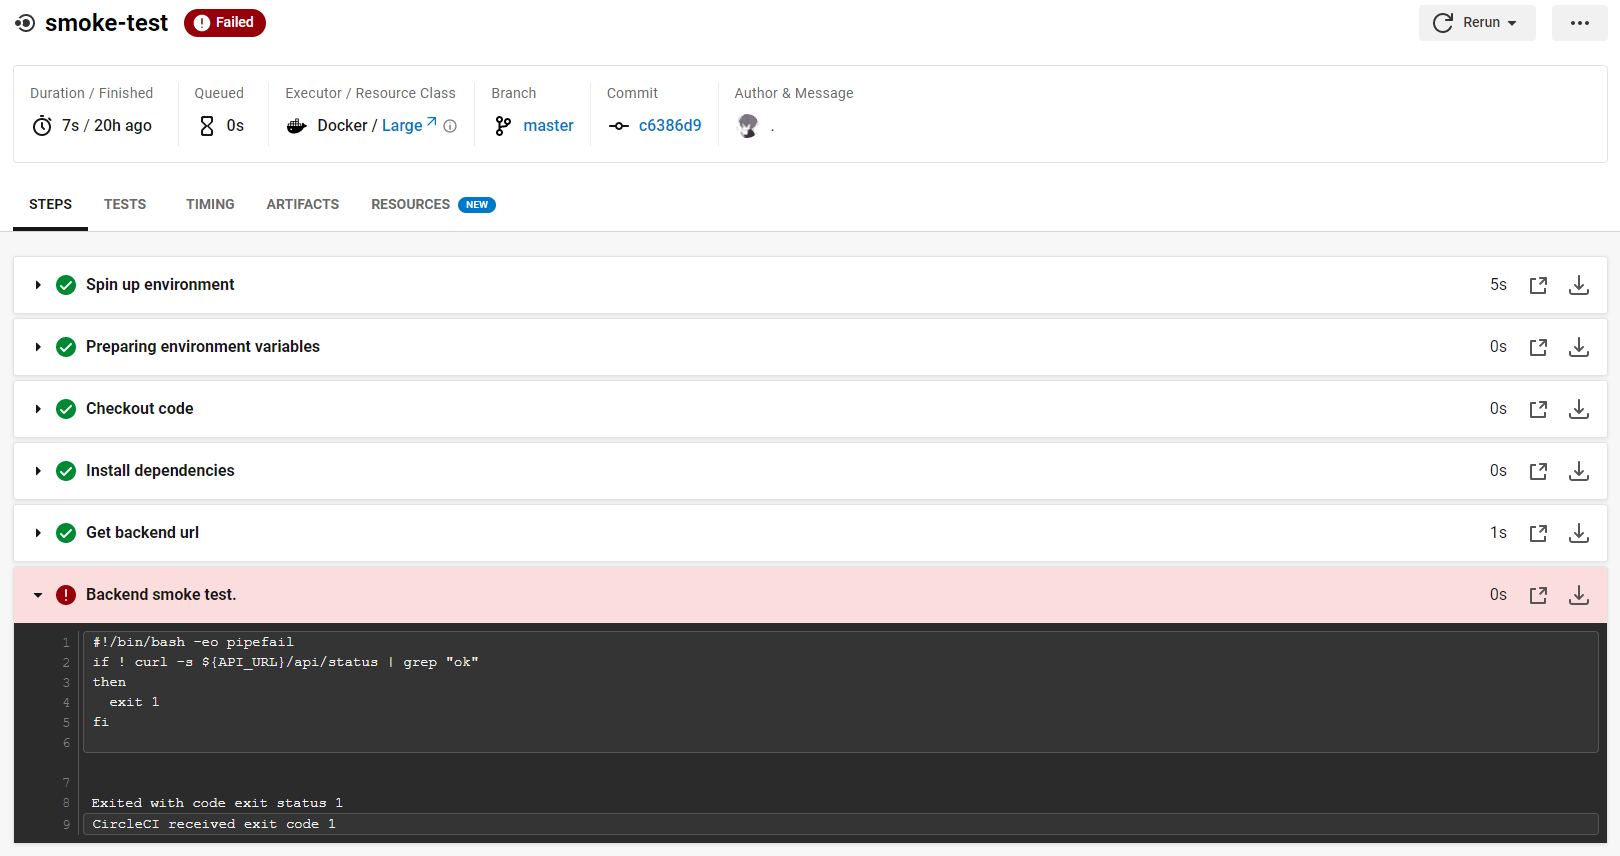 smoke-test Failed Rerun
Duration / Finished Queued Executor / Resource Class Branch Commit Author & Message
7s / 20h ago 0s Docker / Large master c6386d9 .
STEPS TESTS TIMING ARTIFACTS RESOURCES NEW
Spin up environment 5s
Preparing environment variables 0s
Checkout code 0s
Install dependencies 0s
Get backend url 1s
Backend smoke test. 0s
1 #!/bin/bash -eo pipefail
2 if ! curl -s ${API_URL}/api/status | grep "ok"
3 then
4 exit 1
5 fi
6
7
8 Exited with code exit status 1
9 CircleCI received exit code 1